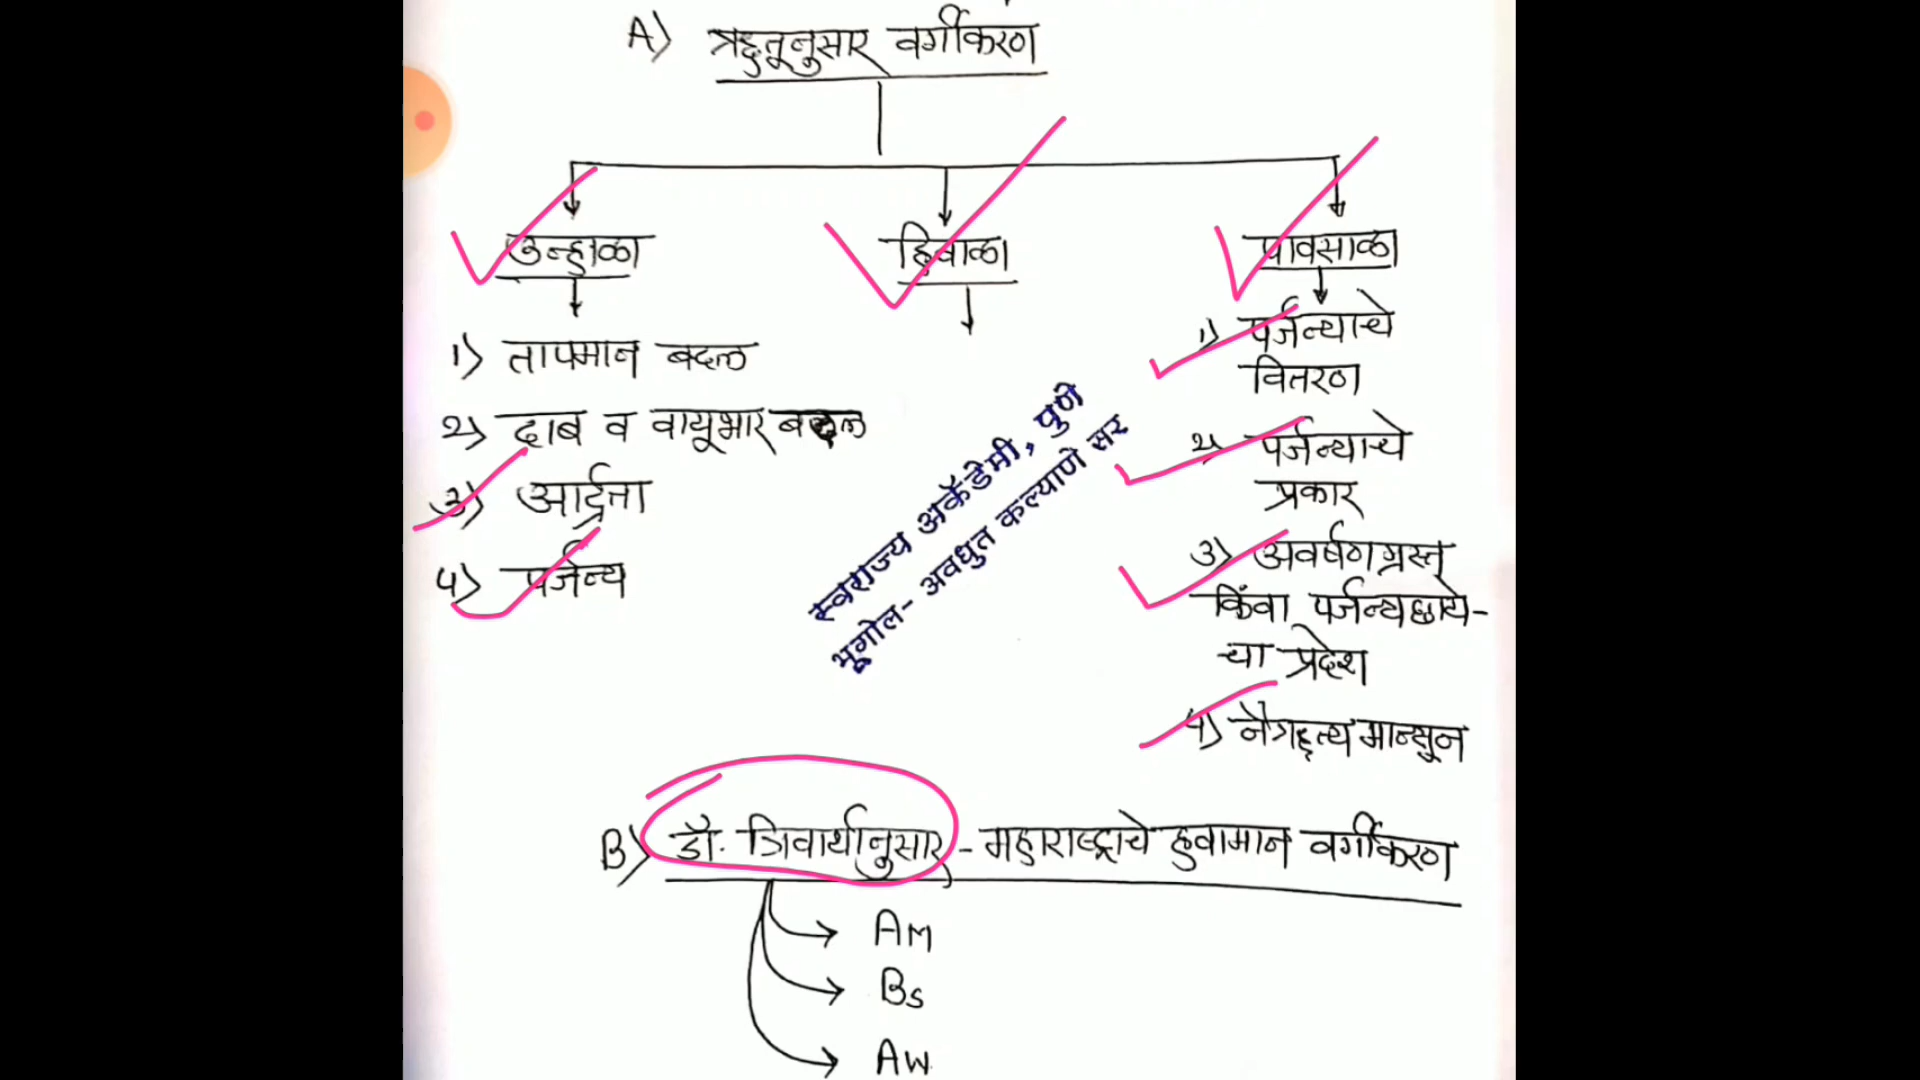 A) ऋतूनुसार वर्गीकरण
उन्हाळा
हिवाळा
पावसाळा
1) तापमान बदल
2) दाब व वायूभार बदल
3) आर्द्रता
4) पर्जन्य
1) पर्जन्याचे
वितरण
2) पर्जन्याचे
प्रकार
3) अवर्षणग्रस्त
किंवा पर्जन्यछाये-
चा प्रदेश
4) नैऋत्य मान्सून
स्वराज्य अकॅडेमी, पुणे
भूगोल- अवधुत कल्याणे सर
B) डॉ. त्रिवार्थानुसार - महाराष्ट्राचे हवामान वर्गीकरण
Am
Bs
Aw